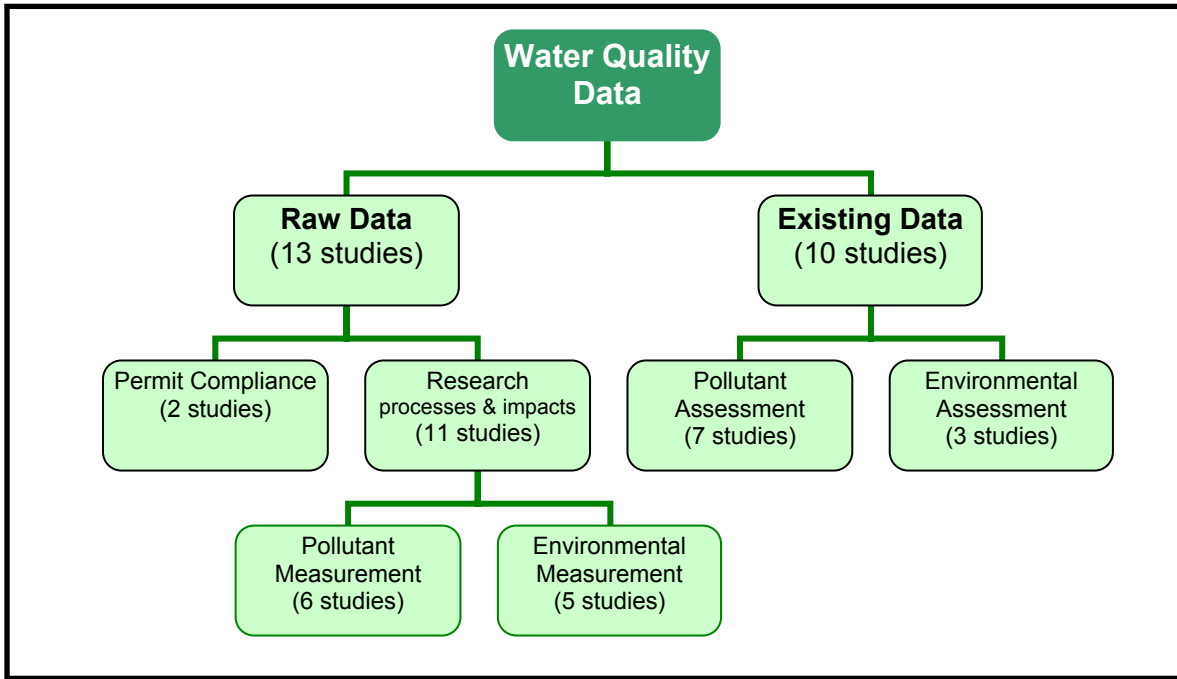 Water Quality
Data
Raw Data
(13 studies)
Existing Data
(10 studies)
Permit Compliance
(2 studies)
Research
processes & impacts
(11 studies)
Pollutant
Assessment
(7 studies)
Environmental
Assessment
(3 studies)
Pollutant
Measurement
(6 studies)
Environmental
Measurement
(5 studies)